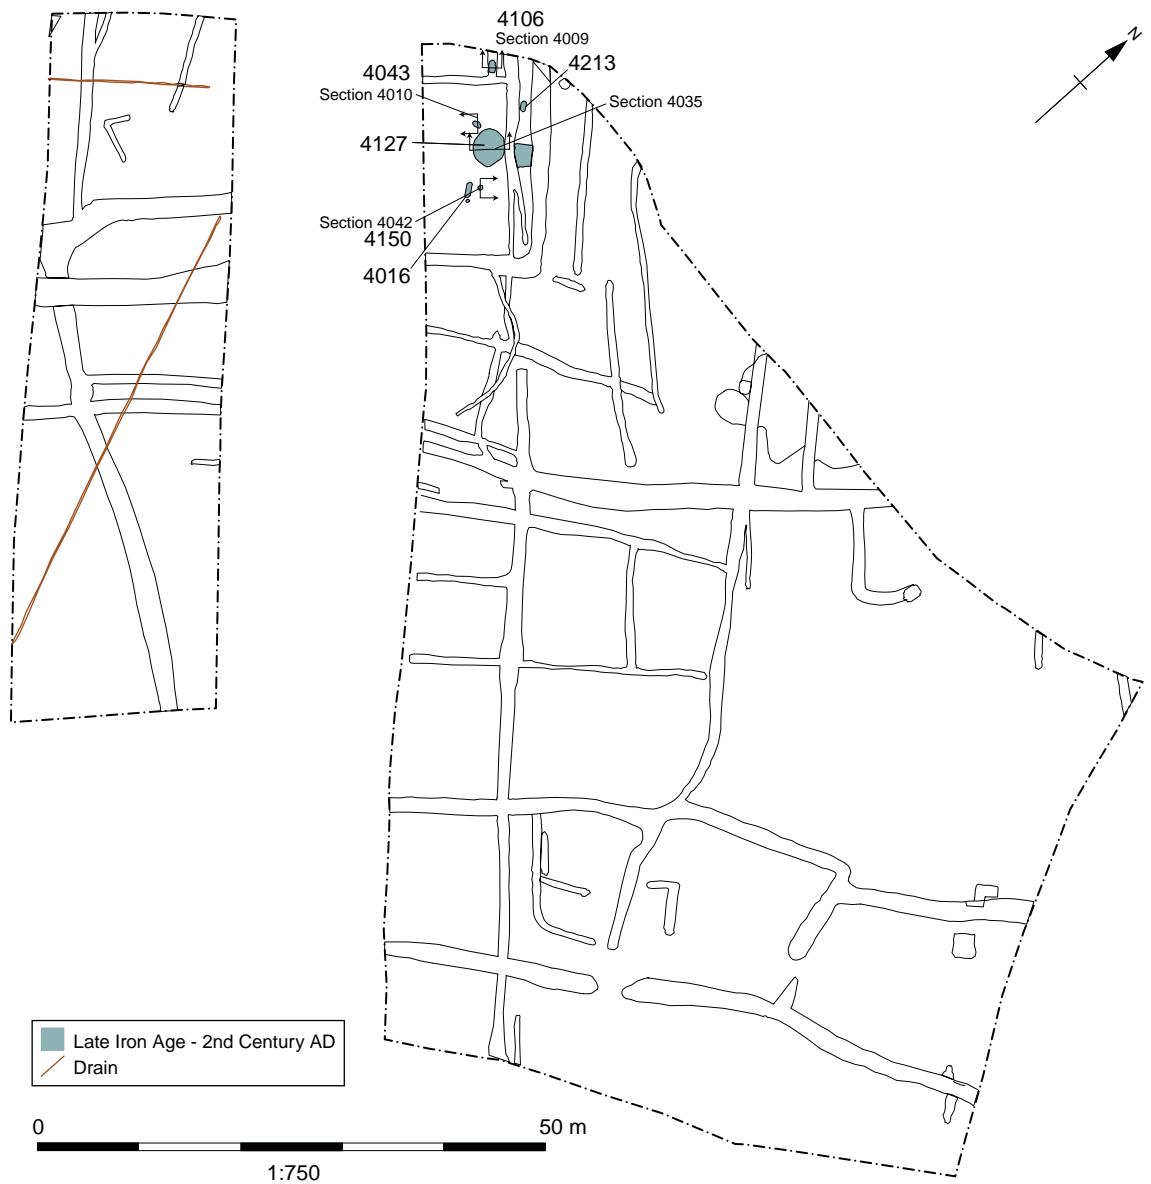 4106
Section 4009
N
4043
4213
Section 4010
Section 4035
4127
Section 4042
4150
4016
Late Iron Age - 2nd Century AD
Drain
0 50 m
1:750